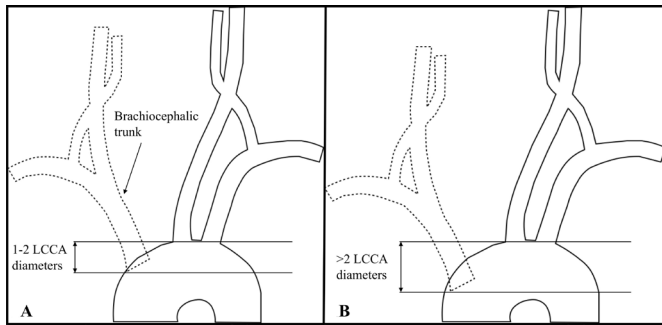 Brachiocephalic
trunk
1-2 LCCA
diameters
A
>2 LCCA
diameters
B